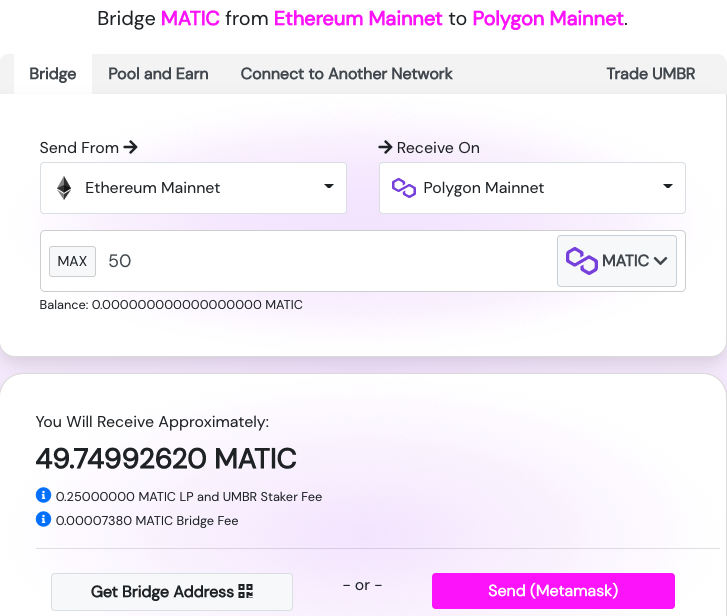 Bridge MATIC from Ethereum Mainnet to Polygon Mainnet.
Bridge Pool and Earn Connect to Another Network Trade UMBR
Send From → → Receive On
Ethereum Mainnet Polygon Mainnet
MAX 50 MATIC
Balance: 0.000000000000000000 MATIC
You Will Receive Approximately:
49.74992620 MATIC
0.25000000 MATIC LP and UMBR Staker Fee
0.00007380 MATIC Bridge Fee
Get Bridge Address - or - Send (Metamask)